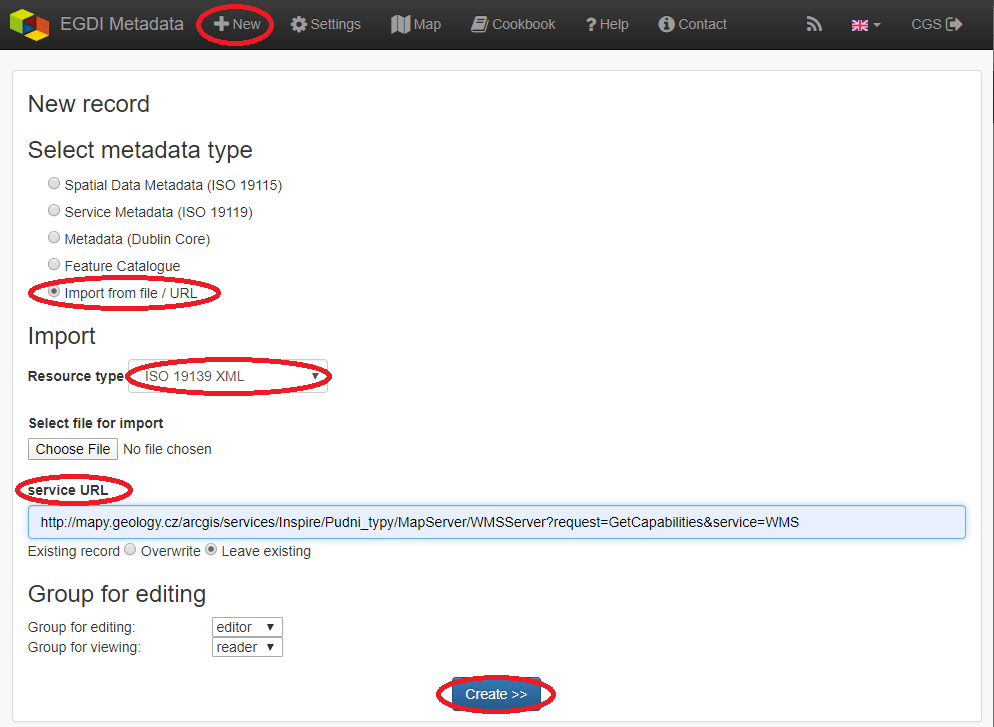 EGDI Metadata New Settings Map Cookbook Help Contact CGS
New record
Select metadata type
Spatial Data Metadata (ISO 19115)
Service Metadata (ISO 19119)
Metadata (Dublin Core)
Feature Catalogue
Import from file / URL
Import
Resource type ISO 19139 XML
Select file for import
Choose File No file chosen
service URL
http://mapy.geology.cz/arcgis/services/Inspire/Pudni_typy/MapServer/WMSServer?request=GetCapabilities&service=WMS
Existing record Overwrite Leave existing
Group for editing
Group for editing: editor
Group for viewing: reader
Create >>